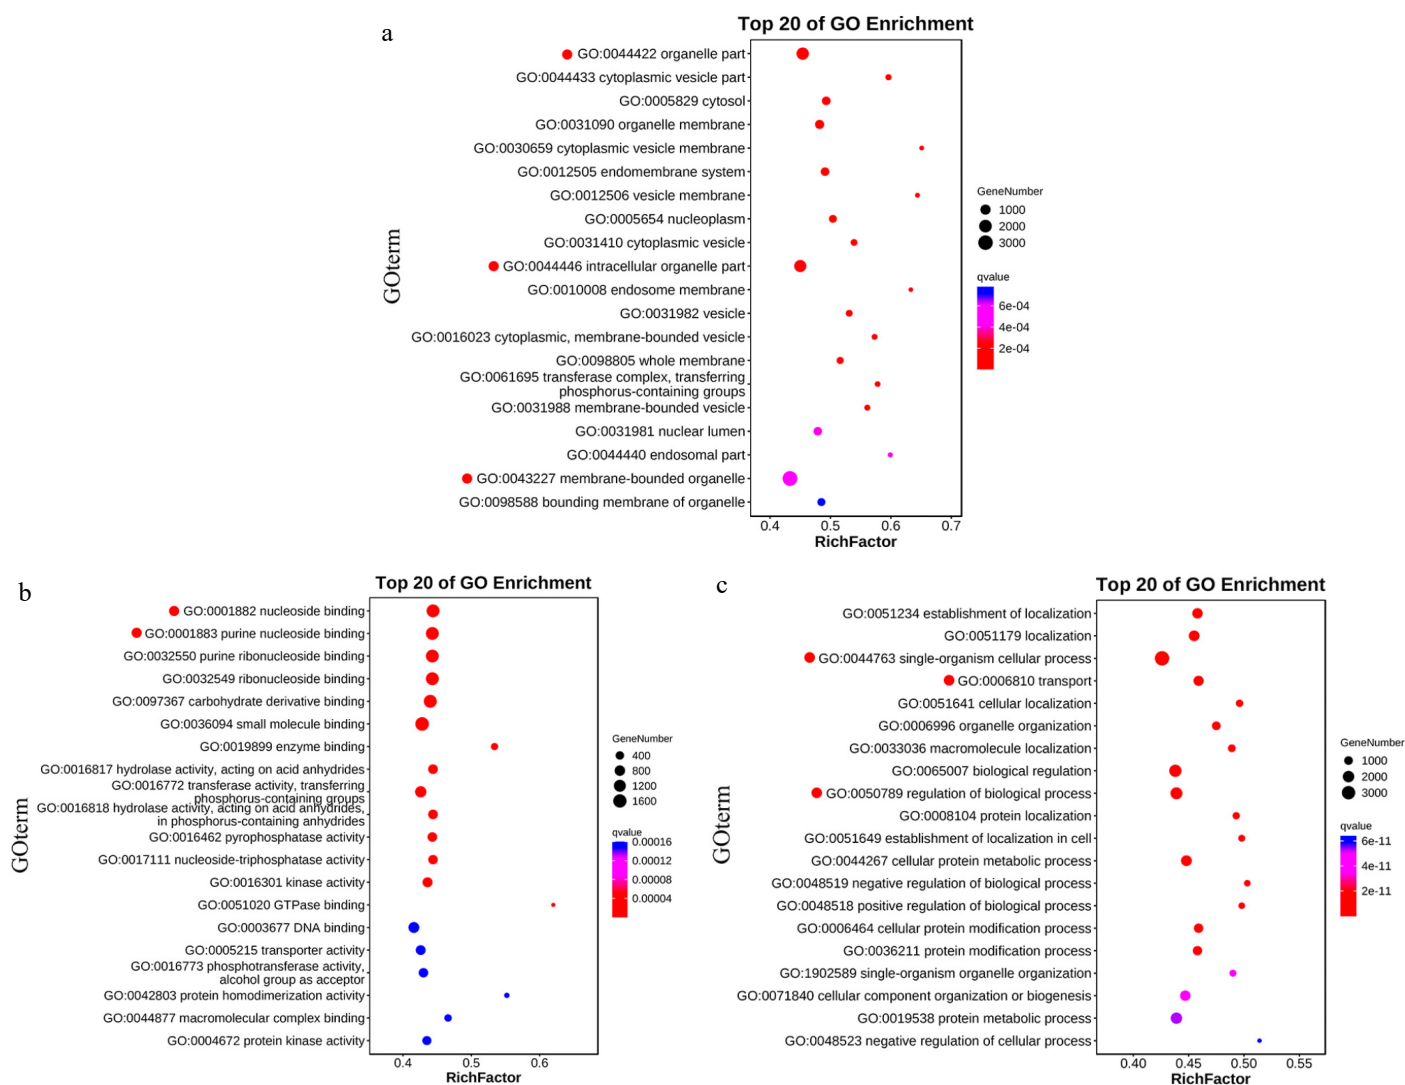 a
Top 20 of GO Enrichment
GO:0044422 organelle part
GO:0044433 cytoplasmic vesicle part
GO:0005829 cytosol
GO:0031090 organelle membrane
GO:0030659 cytoplasmic vesicle membrane
GO:0012505 endomembrane system
GO:0012506 vesicle membrane
GO:0005654 nucleoplasm
GO:0031410 cytoplasmic vesicle
GO:0044446 intracellular organelle part
GO:0010008 endosome membrane
GO:0031982 vesicle
GO:0016023 cytoplasmic, membrane-bounded vesicle
GO:0098805 whole membrane
GO:0061695 transferase complex, transferring
phosphorus-containing groups
GO:0031988 membrane-bounded vesicle
GO:0031981 nuclear lumen
GO:0044440 endosomal part
GO:0043227 membrane-bounded organelle
GO:0098588 bounding membrane of organelle
GOterm
0.4 0.5 0.6 0.7
RichFactor
GeneNumber
1000
2000
3000
qvalue
6e-04
4e-04
2e-04
b
Top 20 of GO Enrichment
GO:0001882 nucleoside binding
GO:0001883 purine nucleoside binding
GO:0032550 purine ribonucleoside binding
GO:0032549 ribonucleoside binding
GO:0097367 carbohydrate derivative binding
GO:0036094 small molecule binding
GO:0019899 enzyme binding
GO:0016817 hydrolase activity, acting on acid anhydrides
GO:0016772 transferase activity, transferring
phosphorus-containing groups
GO:0016818 hydrolase activity, acting on acid anhydrides,
in phosphorus-containing anhydrides
GO:0016462 pyrophosphatase activity
GO:0017111 nucleoside-triphosphatase activity
GO:0016301 kinase activity
GO:0051020 GTPase binding
GO:0003677 DNA binding
GO:0005215 transporter activity
GO:0016773 phosphotransferase activity,
alcohol group as acceptor
GO:0042803 protein homodimerization activity
GO:0044877 macromolecular complex binding
GO:0004672 protein kinase activity
GOterm
0.4 0.5 0.6
RichFactor
GeneNumber
400
800
1200
1600
qvalue
0.00016
0.00012
0.00008
0.00004
c
Top 20 of GO Enrichment
GO:0051234 establishment of localization
GO:0051179 localization
GO:0044763 single-organism cellular process
GO:0006810 transport
GO:0051641 cellular localization
GO:0006996 organelle organization
GO:0033036 macromolecule localization
GO:0065007 biological regulation
GO:0050789 regulation of biological process
GO:0008104 protein localization
GO:0051649 establishment of localization in cell
GO:0044267 cellular protein metabolic process
GO:0048519 negative regulation of biological process
GO:0048518 positive regulation of biological process
GO:0006464 cellular protein modification process
GO:0036211 protein modification process
GO:1902589 single-organism organelle organization
GO:0071840 cellular component organization or biogenesis
GO:0019538 protein metabolic process
GO:0048523 negative regulation of cellular process
GOterm
0.40 0.45 0.50 0.55
RichFactor
GeneNumber
1000
2000
3000
qvalue
6e-11
4e-11
2e-11